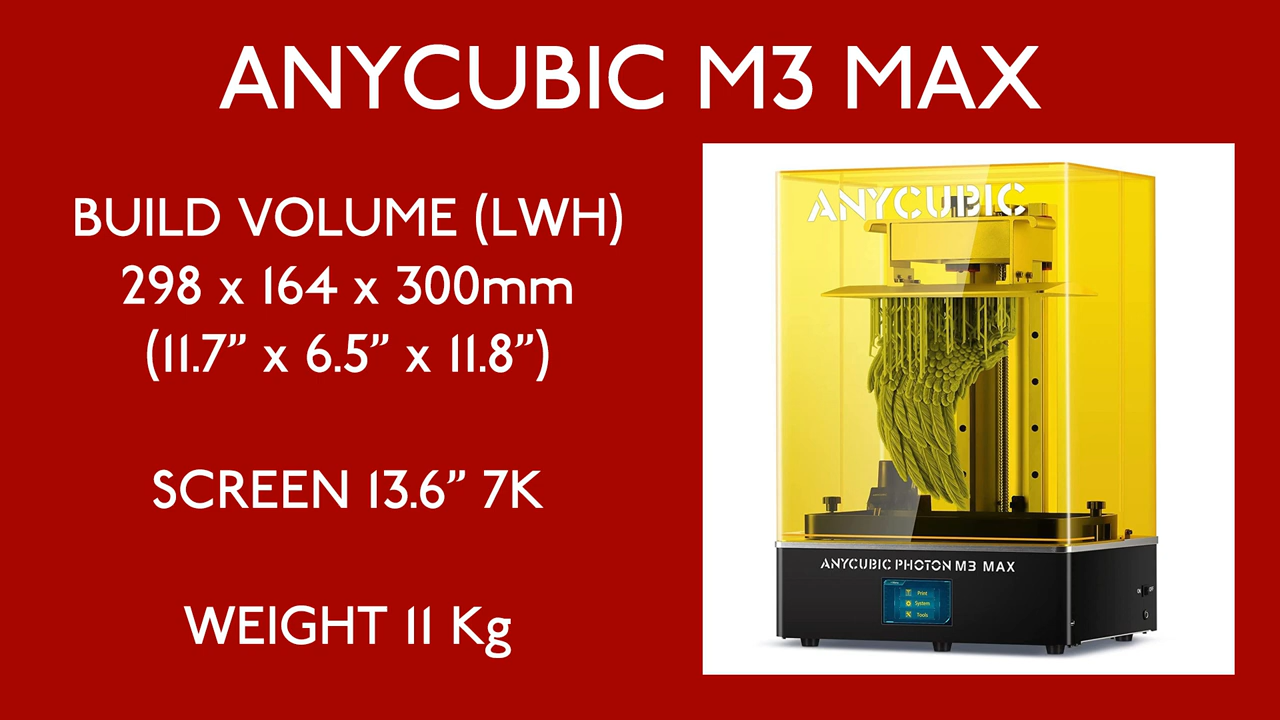 ANYCUBIC M3 MAX
BUILD VOLUME (LWH)
298 x 164 x 300mm
(11.7” x 6.5” x 11.8”)
SCREEN 13.6” 7K
WEIGHT 11 Kg
ANYCUBIC
ANYCUBIC PHOTON M3 MAX
Print
System
Tools